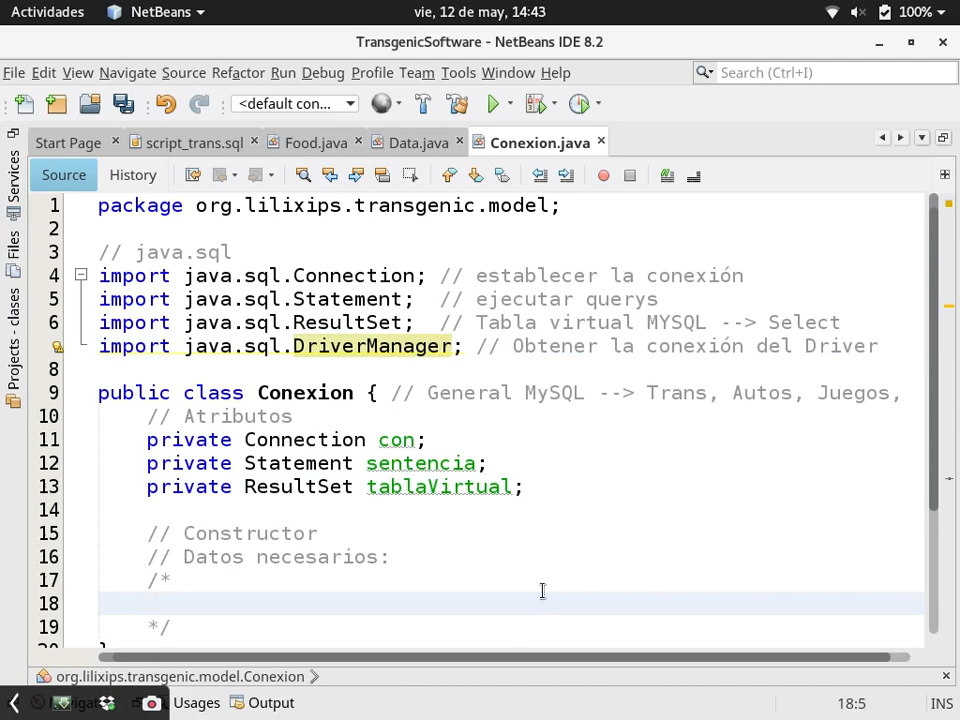 Actividades NetBeans vie, 12 de may, 14:43 100%
TransgenicSoftware - NetBeans IDE 8.2
File Edit View Navigate Source Refactor Run Debug Profile Team Tools Window Help Search (Ctrl+I)
<default con...
Start Page script_trans.sql Food.java Data.java Conexion.java
Source History
Services
Files
Projects - clases
1 package org.lilixips.transgenic.model;
2
3 // java.sql
4 import java.sql.Connection; // establecer la conexión
5 import java.sql.Statement; // ejecutar querys
6 import java.sql.ResultSet; // Tabla virtual MYSQL --> Select
7 import java.sql.DriverManager; // Obtener la conexión del Driver
8
9 public class Conexion { // General MySQL --> Trans, Autos, Juegos,
10 // Atributos
11 private Connection con;
12 private Statement sentencia;
13 private ResultSet tablaVirtual;
14
15 // Constructor
16 // Datos necesarios:
17 /*
18
19 */
20 }
org.lilixips.transgenic.model.Conexion
Usages Output 18:5 INS